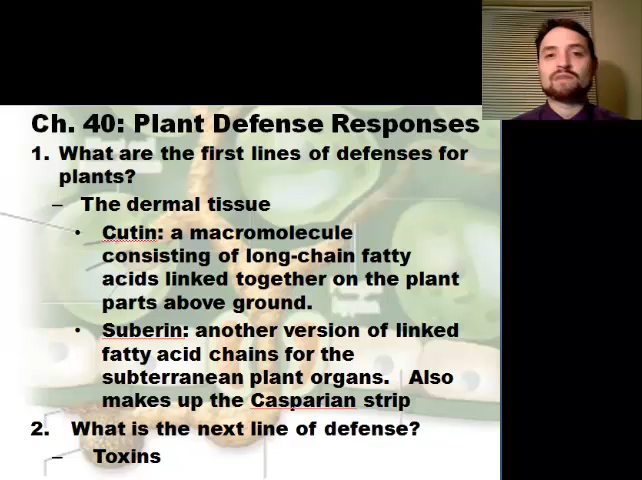 Ch. 40: Plant Defense Responses
1. What are the first lines of defenses for
plants?
– The dermal tissue
• Cutin: a macromolecule
consisting of long-chain fatty
acids linked together on the plant
parts above ground.
• Suberin: another version of linked
fatty acid chains for the
subterranean plant organs. Also
makes up the Casparian strip
2. What is the next line of defense?
– Toxins